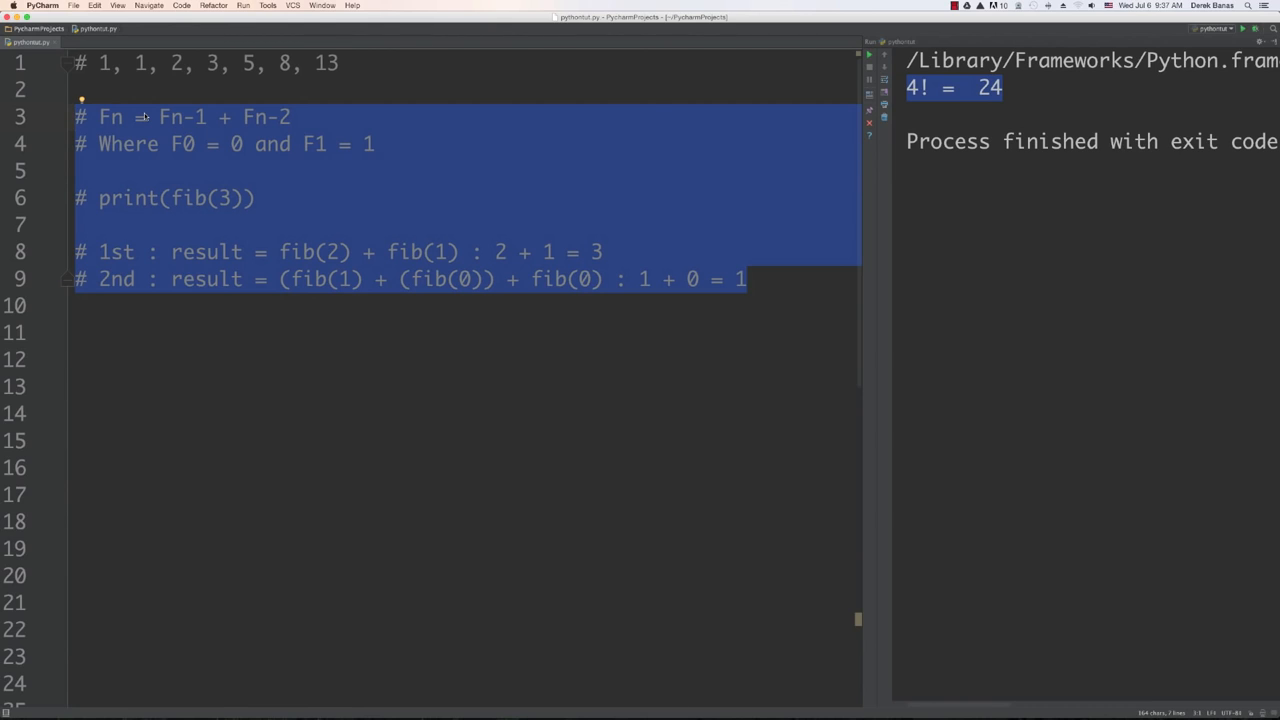 PyCharm File Edit View Navigate Code Refactor Run Tools VCS Window Help
10 Wed Jul 6 9:37 AM Derek Banas
pythontut.py - PyCharmProjects - [~/PycharmProjects]
PycharmProjects pythontut.py
pythontut
pythontut.py
Run: pythontut
1 # 1, 1, 2, 3, 5, 8, 13
2
3 # Fn = Fn-1 + Fn-2
4 # Where F0 = 0 and F1 = 1
5
6 # print(fib(3))
7
8 # 1st : result = fib(2) + fib(1) : 2 + 1 = 3
9 # 2nd : result = (fib(1) + (fib(0)) + fib(0) : 1 + 0 = 1
10
11
12
13
14
15
16
17
18
19
20
21
22
23
24
/Library/Frameworks/Python.fram
4! = 24
Process finished with exit code
164 chars, 7 lines 3:1 LF÷ UTF-8÷